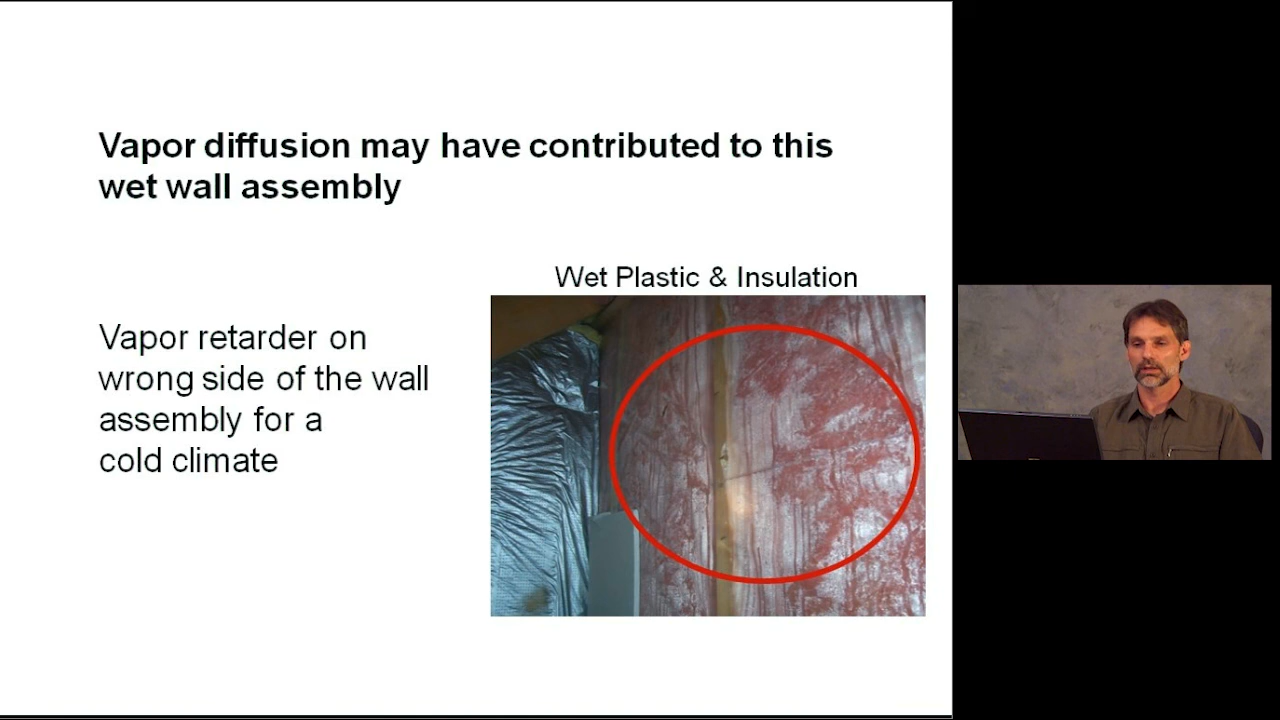 Vapor diffusion may have contributed to this
wet wall assembly
Wet Plastic & Insulation
Vapor retarder on
wrong side of the wall
assembly for a
cold climate